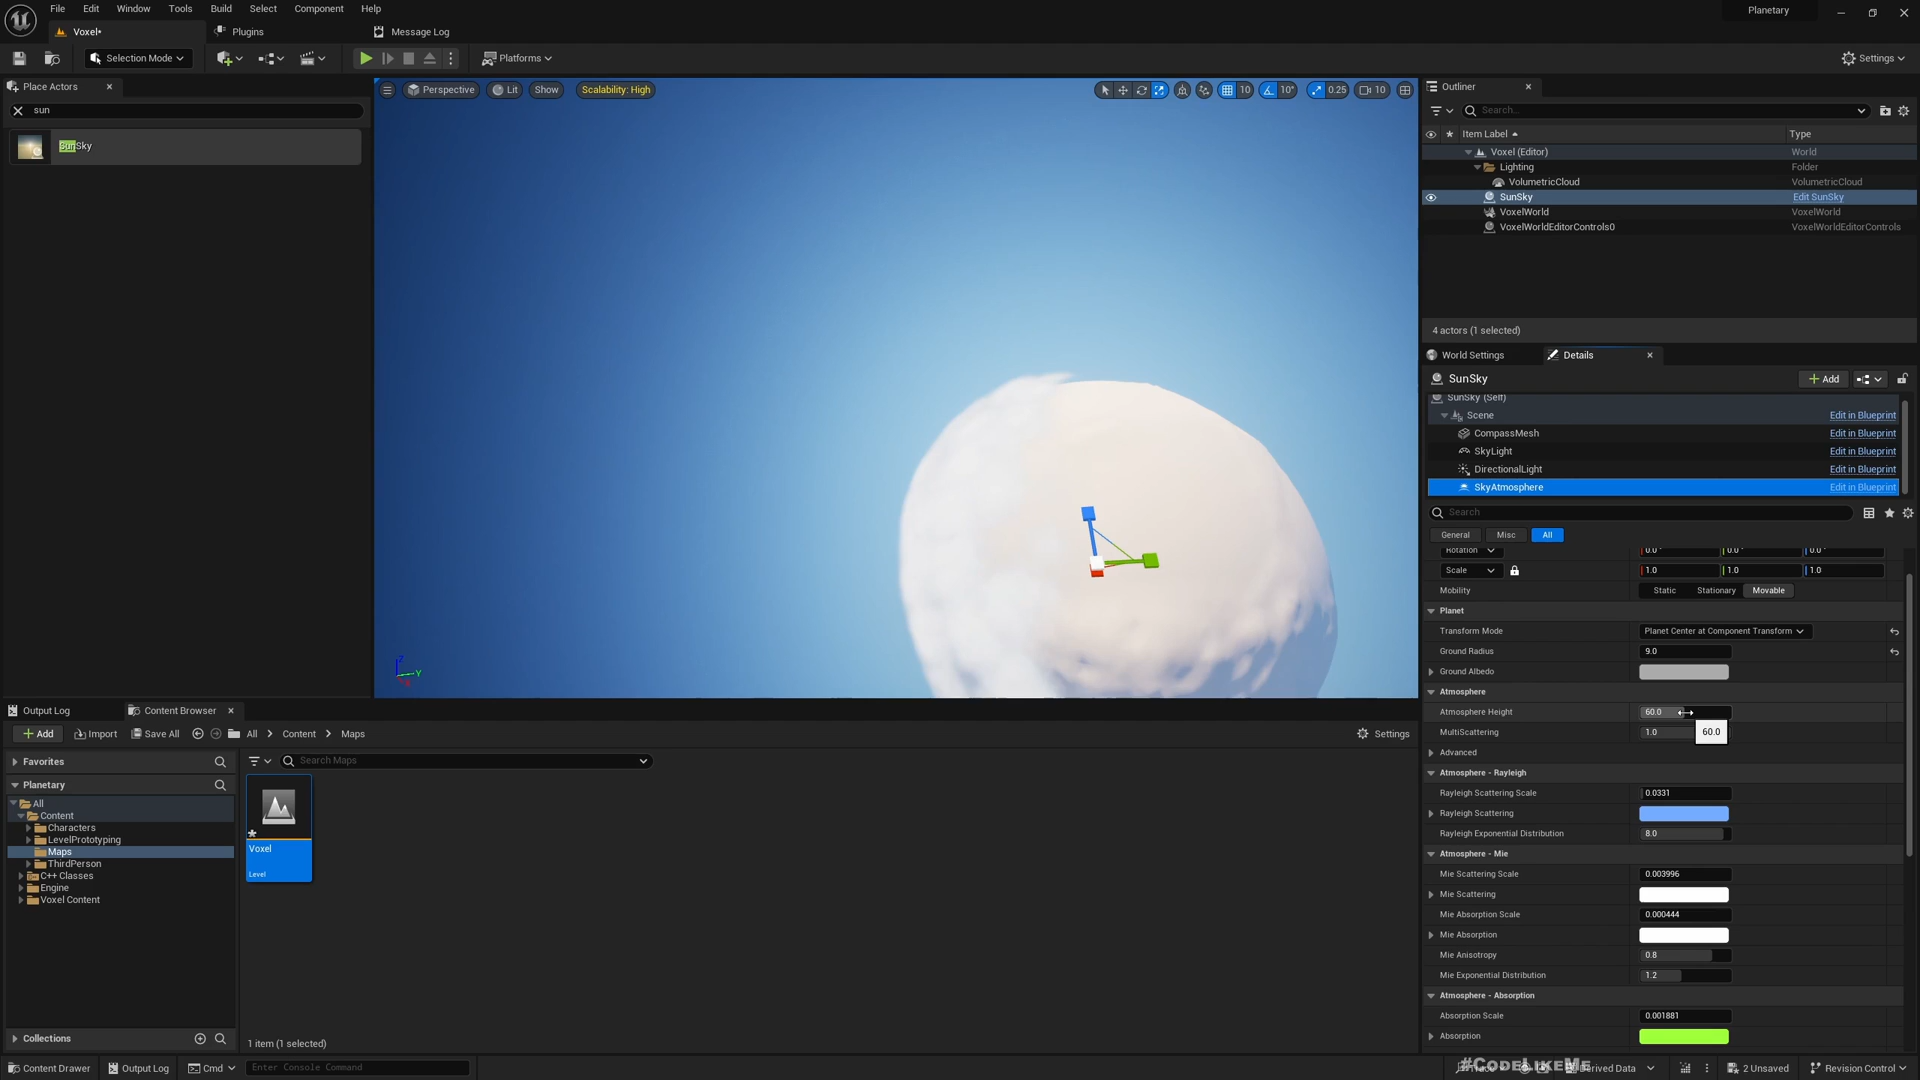 File Edit Window Tools Build Select Component Help
Planetary
Voxel* Plugins Message Log
Selection Mode Platforms Settings
Place Actors
sun
SunSky
Perspective Lit Show Scalability: High
10 10° 0.25 10
Z Y
Outliner
Search...
Item Label Type
Voxel (Editor) World
Lighting Folder
VolumetricCloud VolumetricCloud
SunSky Edit SunSky
VoxelWorld VoxelWorld
VoxelWorldEditorControls0 VoxelWorldEditorControls
4 actors (1 selected)
World Settings Details
SunSky Add
SunSky (Self)
Scene Edit in Blueprint
CompassMesh Edit in Blueprint
SkyLight Edit in Blueprint
DirectionalLight Edit in Blueprint
SkyAtmosphere Edit in Blueprint
Search
General Misc All
Rotation 0.0° 0.0° 0.0°
Scale 1.0 1.0 1.0
Mobility Static Stationary Movable
Planet
Transform Mode Planet Center at Component Transform
Ground Radius 9.0
Ground Albedo
Atmosphere
Atmosphere Height 60.0
MultiScattering 1.0 60.0
Advanced
Atmosphere - Rayleigh
Rayleigh Scattering Scale 0.0331
Rayleigh Scattering
Rayleigh Exponential Distribution 8.0
Atmosphere - Mie
Mie Scattering Scale 0.003996
Mie Scattering
Mie Absorption Scale 0.000444
Mie Absorption
Mie Anisotropy 0.8
Mie Exponential Distribution 1.2
Atmosphere - Absorption
Absorption Scale 0.001881
Absorption
Output Log Content Browser
Add Import Save All All Content Maps Settings
Favorites
Search Maps
Planetary
All
Content
Characters
LevelPrototyping
Maps
ThirdPerson
C++ Classes
Engine
Voxel Content
Voxel
Level
Collections
1 item (1 selected)
Content Drawer Output Log Cmd Enter Console Command
#CodeLikeMe
Derived Data 2 Unsaved Revision Control